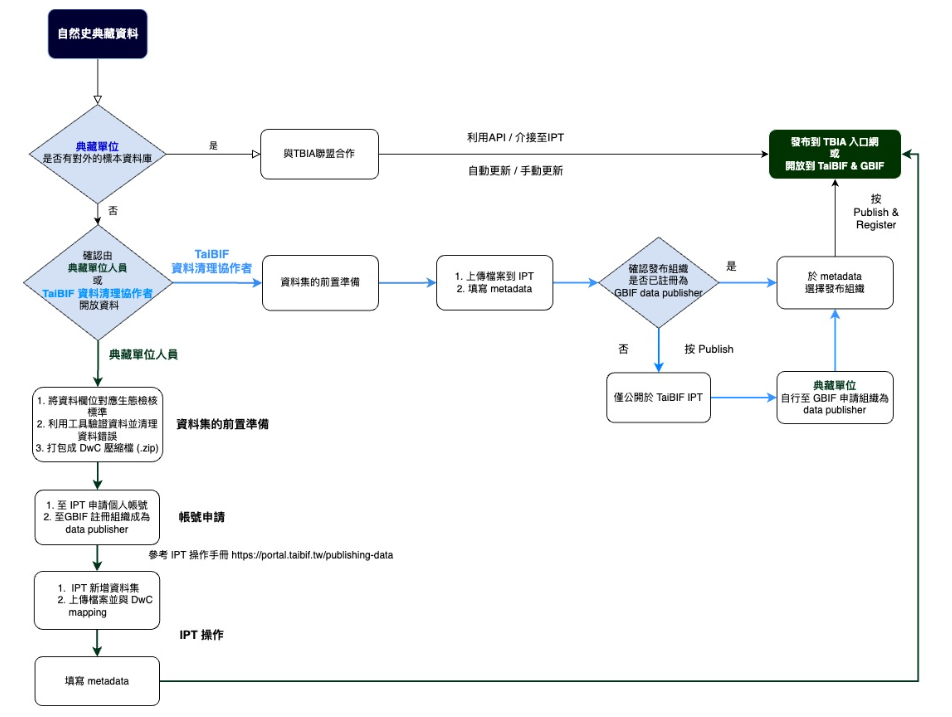 自然史典藏資料
典藏單位
是否有對外的標本資料庫
是
與TBIA聯盟合作
利用API / 介接至IPT
自動更新 / 手動更新
發布到 TBIA 入口網
或
開放到 TaiBIF & GBIF
否
確認由
典藏單位人員
或
TaiBIF 資料清理協作者
開放資料
TaiBIF
資料清理協作者
資料集的前置準備
1. 上傳檔案到 IPT
2. 填寫 metadata
確認發布組織
是否已註冊為
GBIF data publisher
是
於 metadata
選擇發布組織
按
Publish &
Register
否
按 Publish
僅公開於 TaiBIF IPT
典藏單位
自行至 GBIF 申請組織為
data publisher
典藏單位人員
1. 將資料欄位對應生態檢核
標準
2. 利用工具驗證資料並清理
資料錯誤
3. 打包成 DwC 壓縮檔 (.zip)
資料集的前置準備
1. 至 IPT 申請個人帳號
2. 至GBIF 註冊組織成為
data publisher
帳號申請
參考 IPT 操作手冊 https://portal.taibif.tw/publishing-data
1. IPT 新增資料集
2. 上傳檔案並與 DwC
mapping
IPT 操作
填寫 metadata